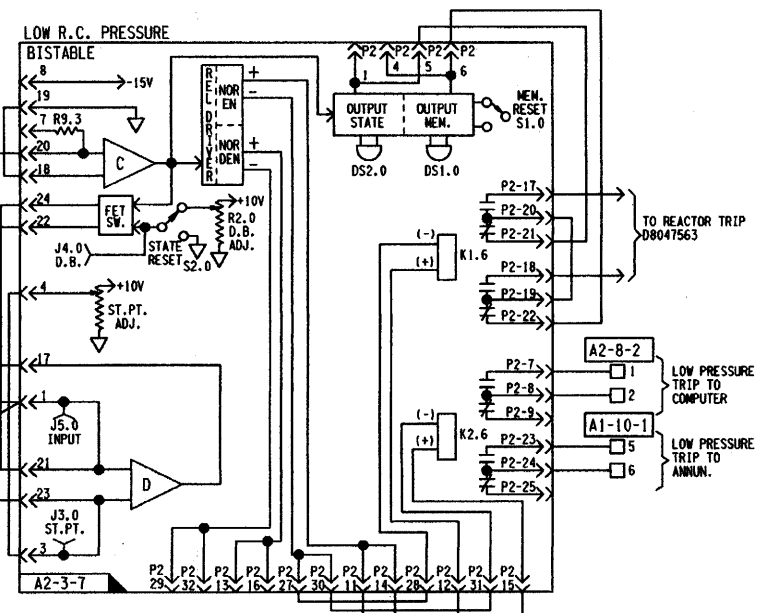 LOW R.C. PRESSURE
BISTABLE
8
-15V
19
7 R9.3
20
18
C
24
22
FET
SW.
J4.0
D.B.
STATE
RESET
S2.0
+10V
R2.0
D.B.
ADJ.
4
+10V
ST.PT.
ADJ.
17
1
J5.0
INPUT
21
23
D
J3.0
ST.PT.
3
A2-3-7
REL DRIVER
NOR
EN
NOR
DEN
+
-
+
-
P2 P2 P2 P2
1 4 5 6
OUTPUT
STATE
OUTPUT
MEM.
MEM.
RESET
S1.0
DS2.0
DS1.0
(-)
(+)
K1.6
(-)
(+)
K2.6
P2-17
P2-20
P2-21
P2-18
P2-19
P2-22
TO REACTOR TRIP
D8047563
P2-7
P2-8
P2-9
A2-8-2
1
2
LOW PRESSURE
TRIP TO
COMPUTER
A1-10-1
P2-23
P2-24
P2-25
5
6
LOW PRESSURE
TRIP TO
ANNUN.
P2 P2 P2 P2 P2 P2 P2 P2 P2 P2 P2 P2
29 32 13 16 27 30 11 14 28 12 31 15